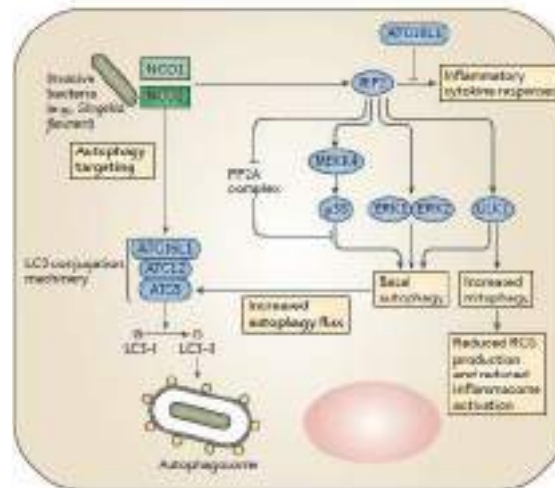 ATG16L1
NOD1
Invasive
bacteria
(e.g., Shigella
flexneri)
RIP2
Inflammatory
cytokine responses
Autophagy
targeting
MEKK4
PP2A
complex
p38
ERK1
ERK2
ULK1
LC3 conjugation
machinery
ATG16L1
ATG12
ATG5
Basal
autophagy
Increased
mitophagy
Increased
autophagy flux
LC3-I
LC3-II
Reduced ROS
production
and reduced
inflammasome
activation
Autophagosome